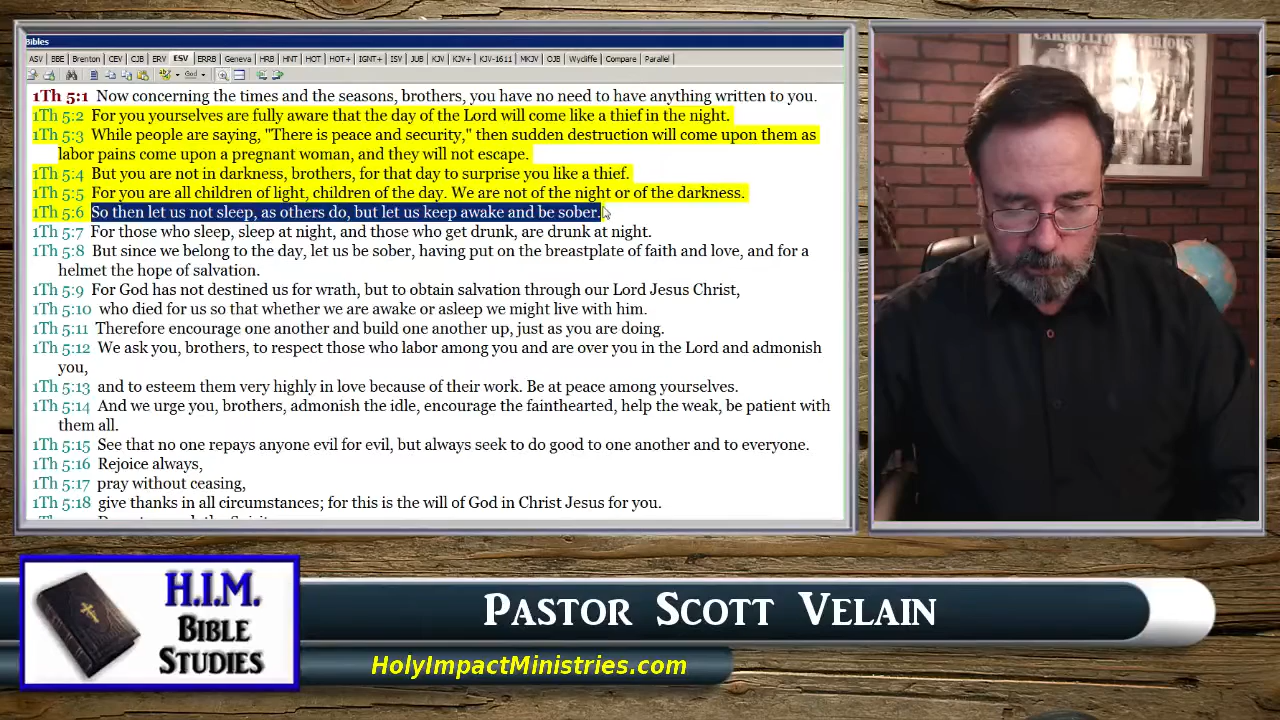 Bibles
ASV BBE Brenton CEV CJB ERV ESV ERRB Geneva HRB HNT HOT HOT+ IGNT+ ISV JUB KJV KJV+ KJV-1611 MKJV OJB Wycliffe Compare Parallel
God
1Th 5:1 Now concerning the times and the seasons, brothers, you have no need to have anything written to you.
1Th 5:2 For you yourselves are fully aware that the day of the Lord will come like a thief in the night.
1Th 5:3 While people are saying, "There is peace and security," then sudden destruction will come upon them as
labor pains come upon a pregnant woman, and they will not escape.
1Th 5:4 But you are not in darkness, brothers, for that day to surprise you like a thief.
1Th 5:5 For you are all children of light, children of the day. We are not of the night or of the darkness.
1Th 5:6 So then let us not sleep, as others do, but let us keep awake and be sober.
1Th 5:7 For those who sleep, sleep at night, and those who get drunk, are drunk at night.
1Th 5:8 But since we belong to the day, let us be sober, having put on the breastplate of faith and love, and for a
helmet the hope of salvation.
1Th 5:9 For God has not destined us for wrath, but to obtain salvation through our Lord Jesus Christ,
1Th 5:10 who died for us so that whether we are awake or asleep we might live with him.
1Th 5:11 Therefore encourage one another and build one another up, just as you are doing.
1Th 5:12 We ask you, brothers, to respect those who labor among you and are over you in the Lord and admonish
you,
1Th 5:13 and to esteem them very highly in love because of their work. Be at peace among yourselves.
1Th 5:14 And we urge you, brothers, admonish the idle, encourage the fainthearted, help the weak, be patient with
them all.
1Th 5:15 See that no one repays anyone evil for evil, but always seek to do good to one another and to everyone.
1Th 5:16 Rejoice always,
1Th 5:17 pray without ceasing,
1Th 5:18 give thanks in all circumstances; for this is the will of God in Christ Jesus for you.
CARROLLTON WARRIORS
H.I.M.
BIBLE
STUDIES
PASTOR SCOTT VELAIN
HolyImpactMinistries.com